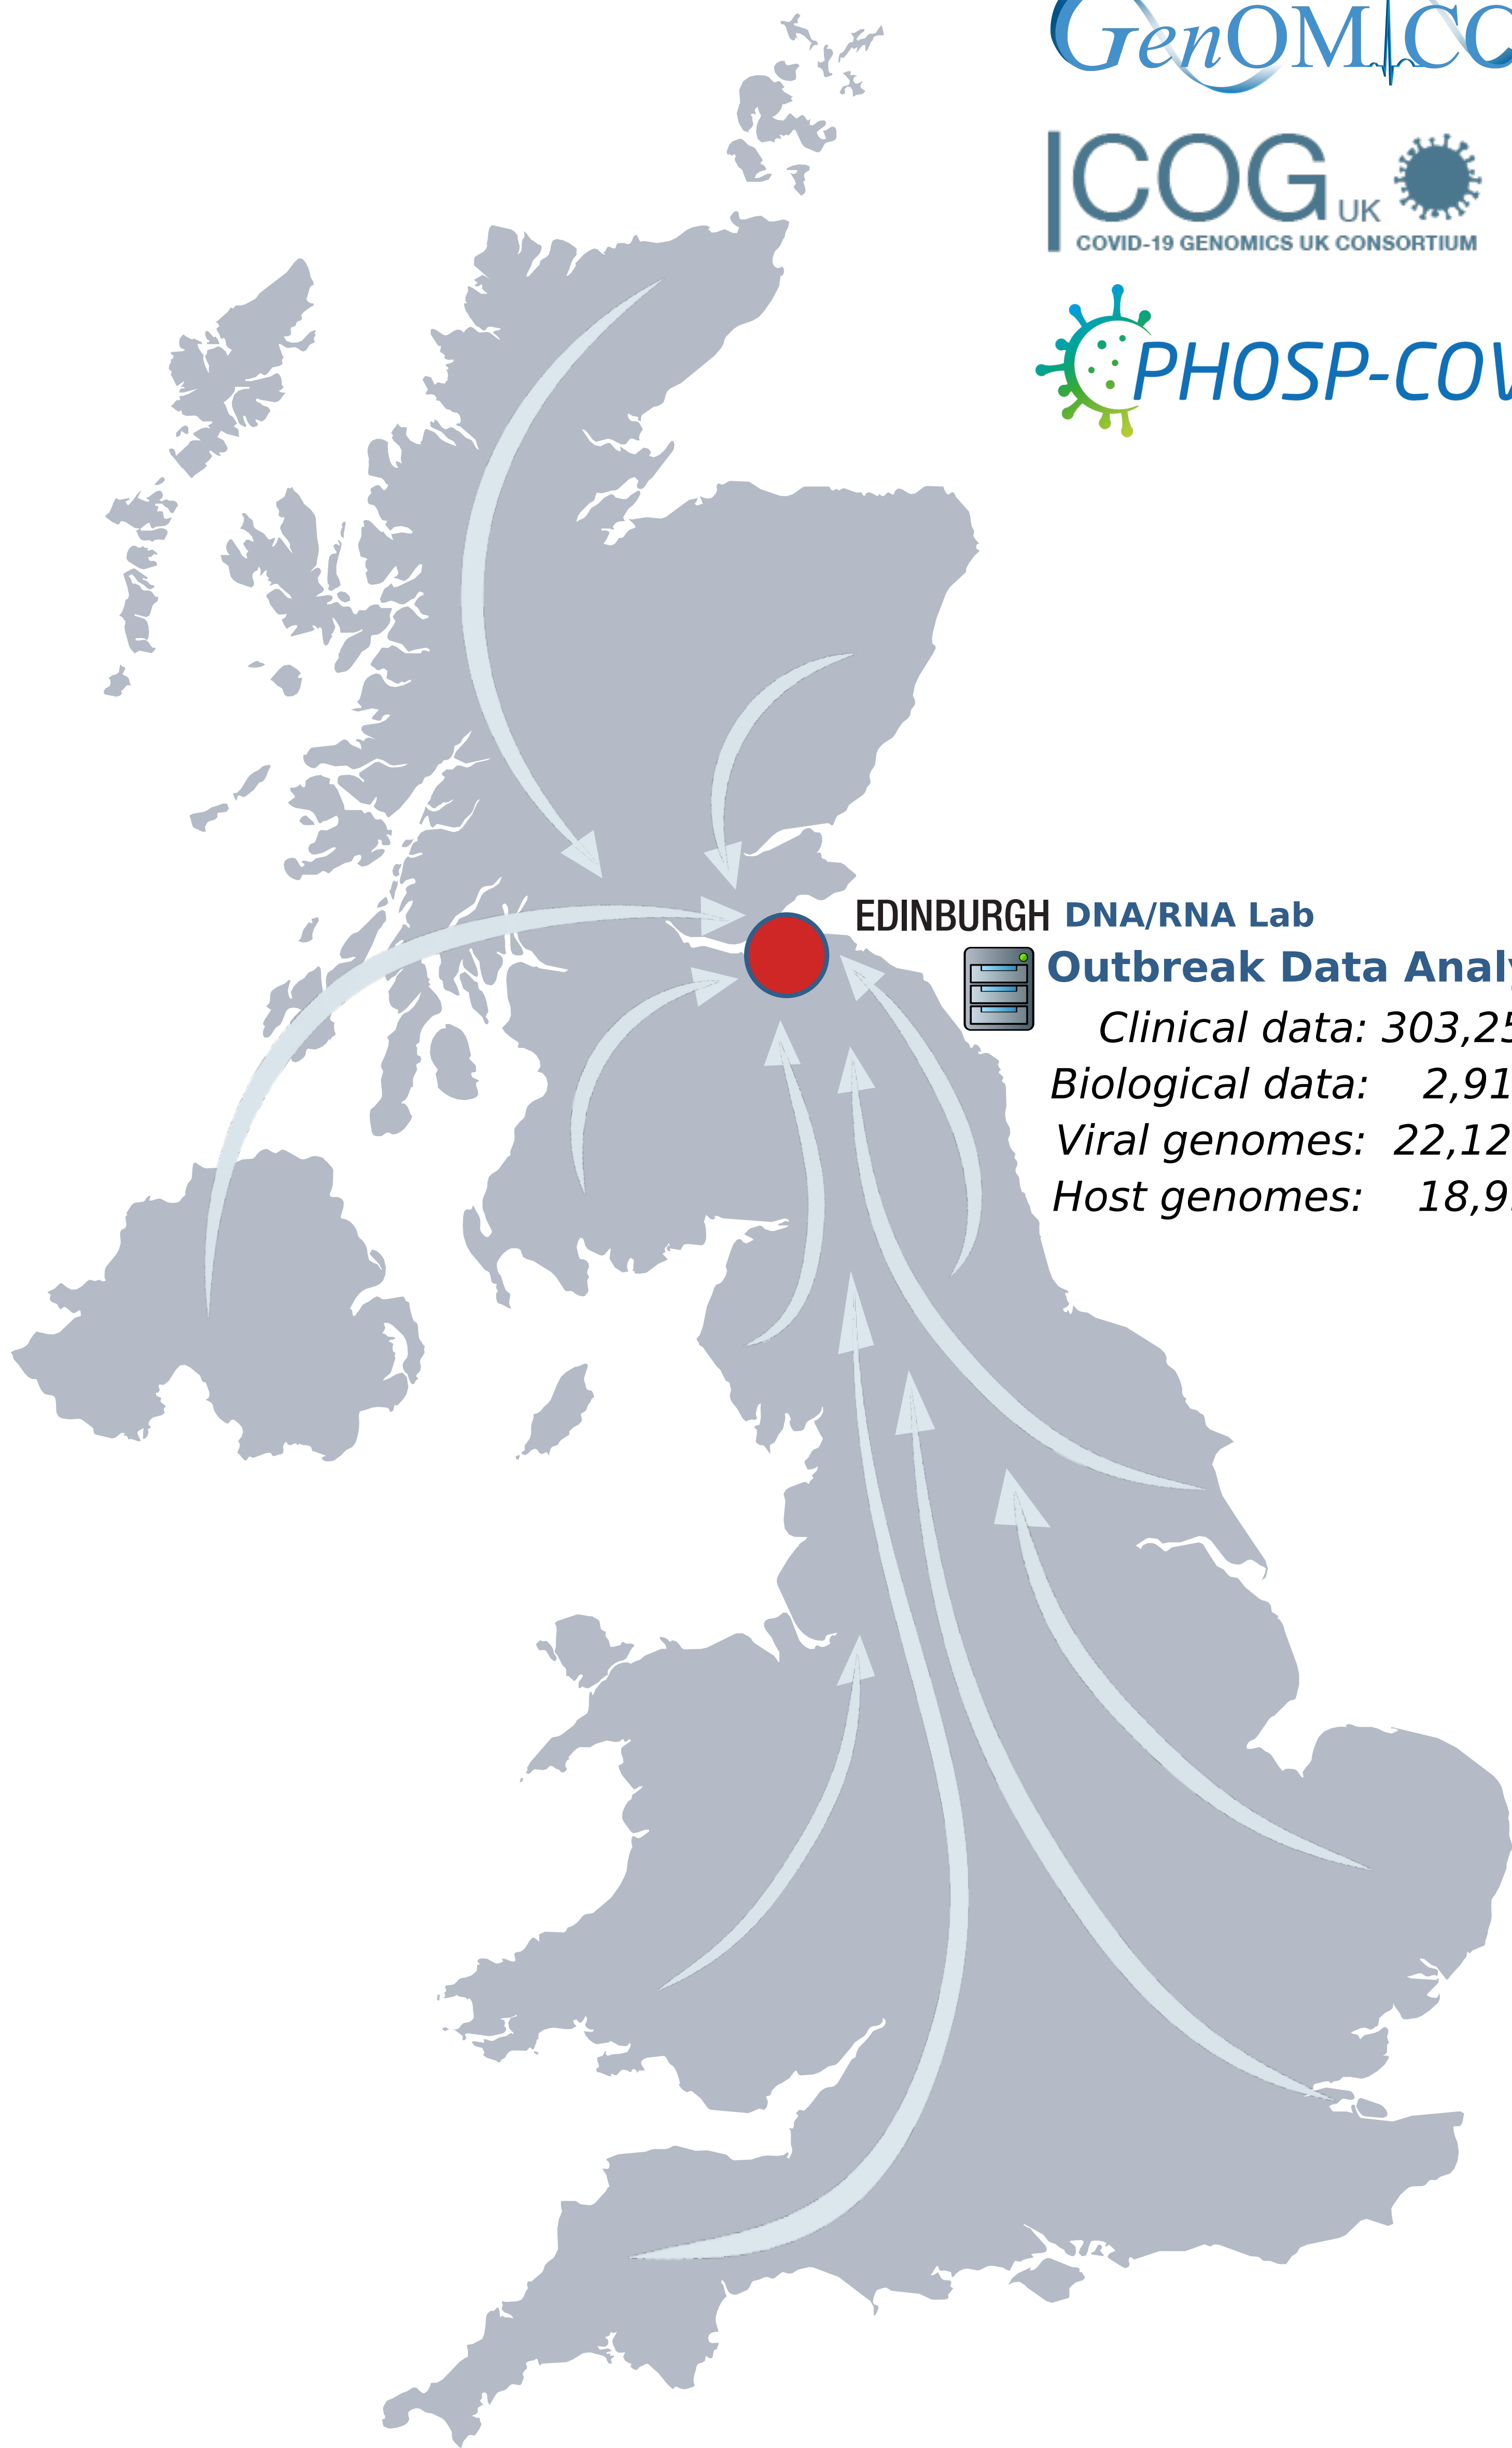 GenOMICC
COG UK
COVID-19 GENOMICS UK CONSORTIUM
PHOSP-COV
EDINBURGH DNA/RNA Lab
Outbreak Data Analy
Clinical data: 303,25
Biological data: 2,91
Viral genomes: 22,12
Host genomes: 18,9